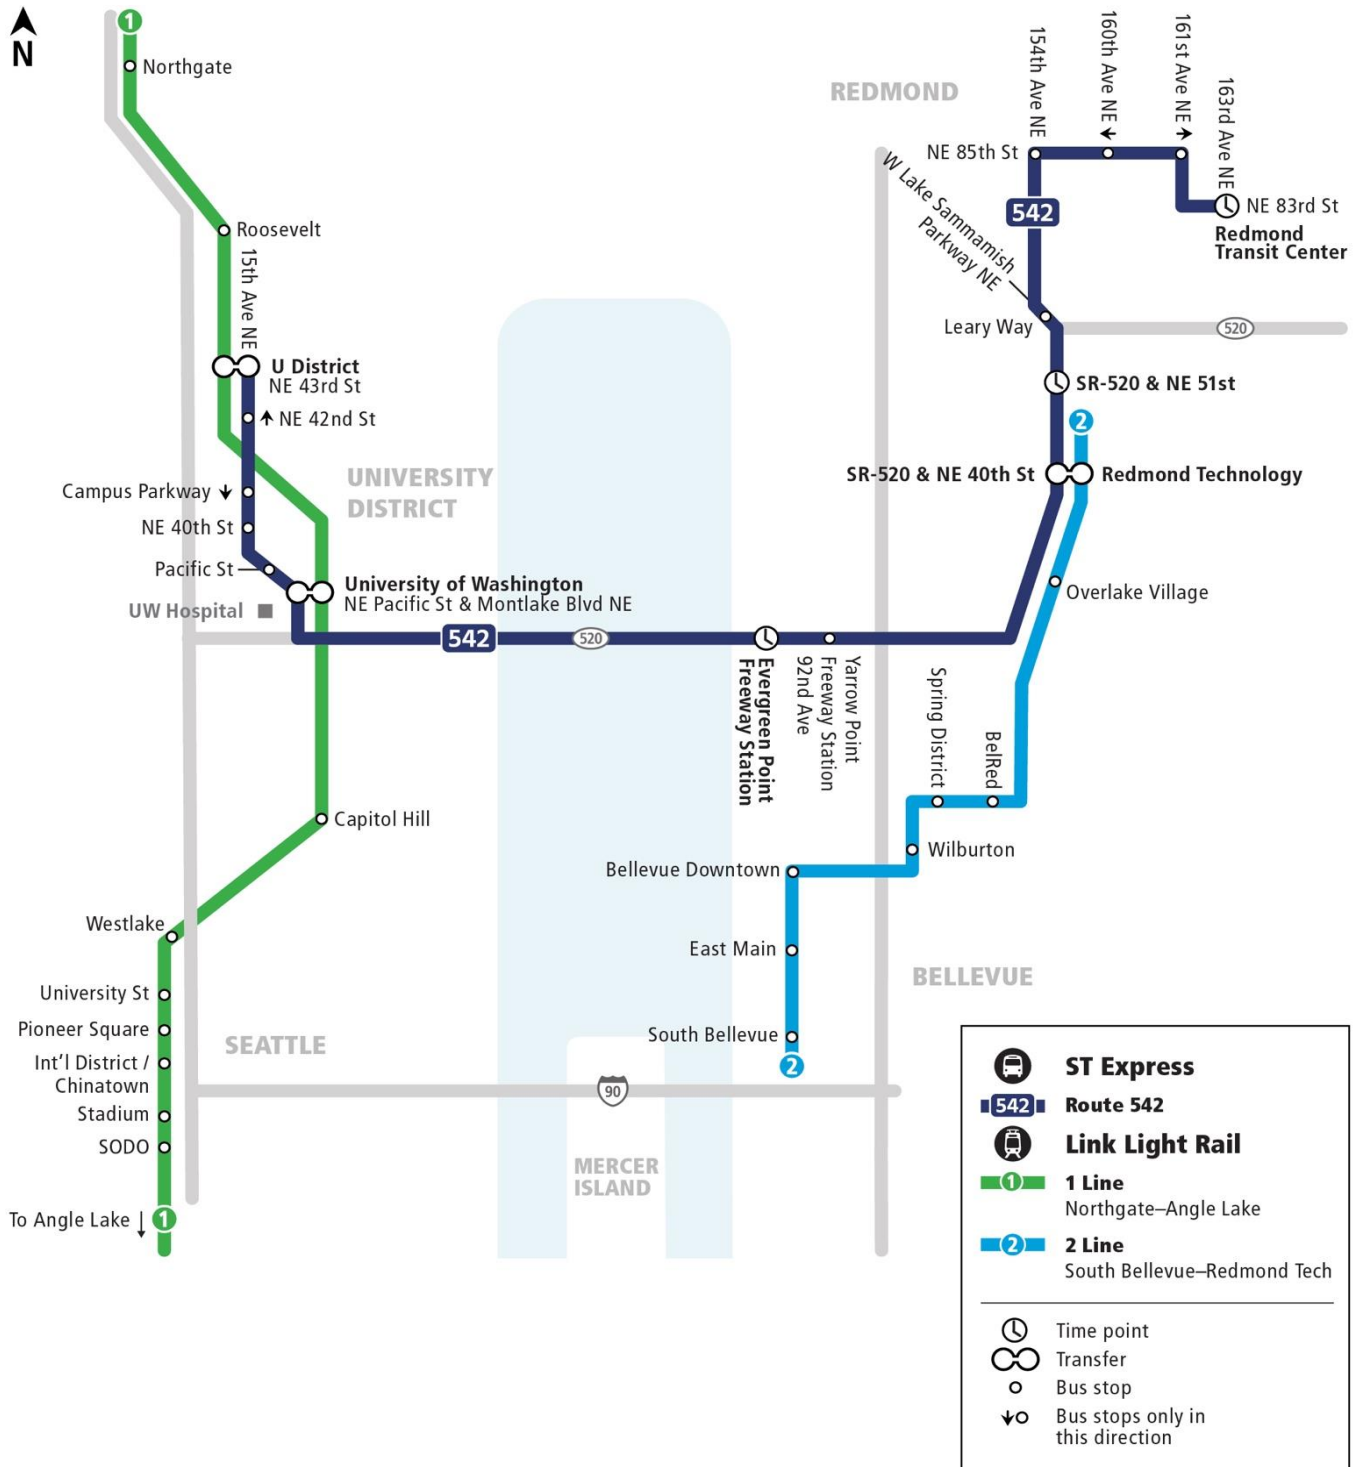 N
1
Northgate
Roosevelt
15th Ave NE
U District
NE 43rd St
NE 42nd St
Campus Parkway
NE 40th St
Pacific St
UW Hospital
UNIVERSITY
DISTRICT
University of Washington
NE Pacific St & Montlake Blvd NE
542
520
Evergreen Point
Freeway Station
92nd Ave
Freeway Station
Yarrow Point
REDMOND
154th Ave NE
160th Ave NE
161st Ave NE
163rd Ave NE
NE 85th St
NE 83rd St
Redmond
Transit Center
542
W Lake Sammamish
Parkway NE
Leary Way
520
SR-520 & NE 51st
2
SR-520 & NE 40th St
Redmond Technology
Overlake Village
Spring District
BelRed
Wilburton
Bellevue Downtown
East Main
South Bellevue
2
BELLEVUE
Capitol Hill
Westlake
University St
Pioneer Square
Int'l District /
Chinatown
Stadium
SODO
To Angle Lake
1
SEATTLE
90
MERCER
ISLAND
ST Express
542 Route 542
Link Light Rail
1 1 Line
Northgate–Angle Lake
2 2 Line
South Bellevue–Redmond Tech
Time point
Transfer
Bus stop
Bus stops only in
this direction